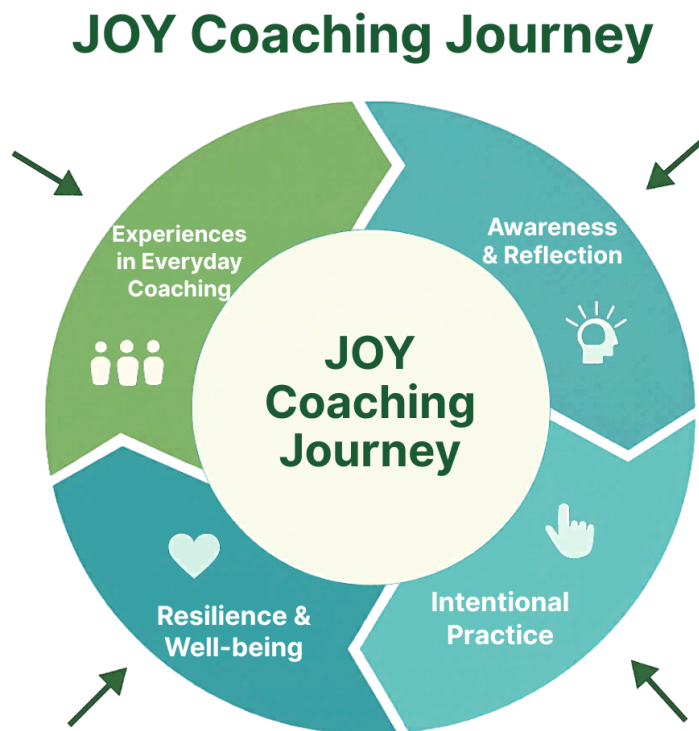 JOY Coaching Journey
Experiences
in Everyday
Coaching
Awareness
& Reflection
JOY
Coaching
Journey
Resilience &
Well-being
Intentional
Practice